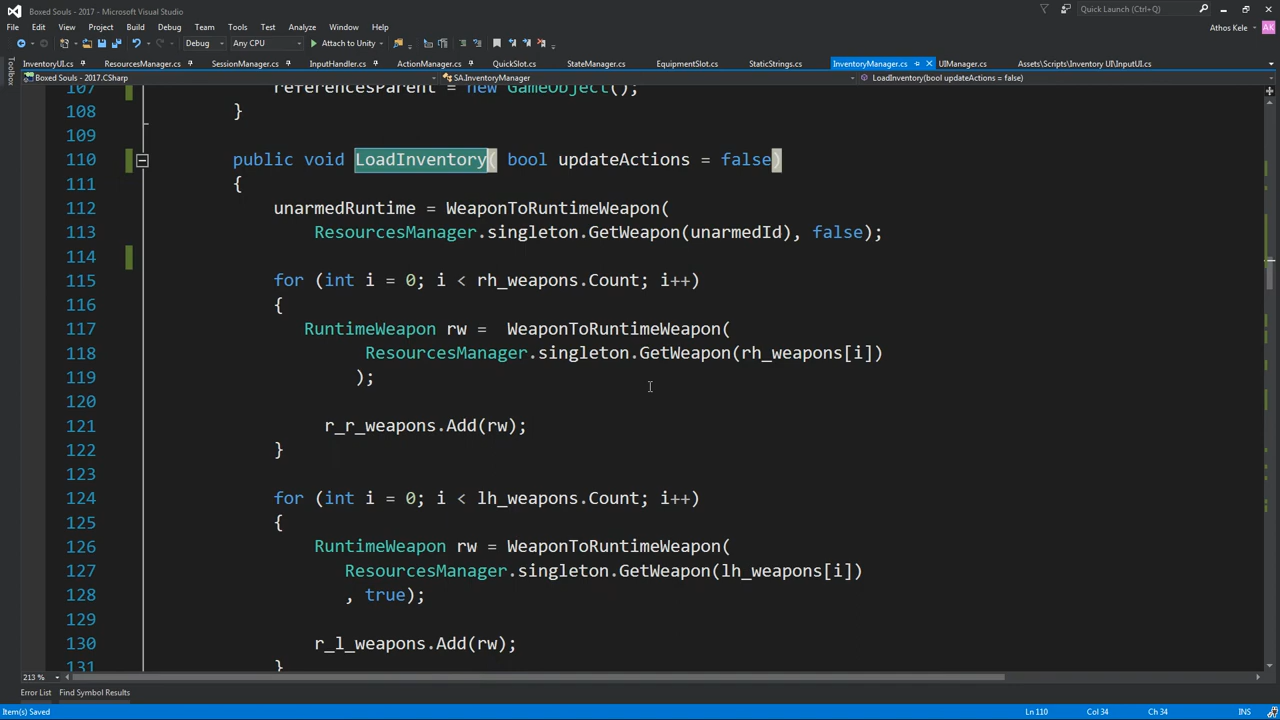 Boxed Souls - 2017 - Microsoft Visual Studio
Quick Launch (Ctrl+Q)
File Edit View Project Build Debug Team Tools Test Analyze Window Help
Athos Kele AK
Debug Any CPU Attach to Unity
InventoryUI.cs ResourcesManager.cs SessionManager.cs InputHandler.cs ActionManager.cs QuickSlot.cs StateManager.cs EquipmentSlot.cs StaticStrings.cs InventoryManager.cs UIManager.cs Assets\Scripts\Inventory UI\InputUI.cs
Toolbox
Boxed Souls - 2017.CSharp SA.InventoryManager LoadInventory(bool updateActions = false)
107 referencesParent = new GameObject();
108 }
109
110 public void LoadInventory( bool updateActions = false)
111 {
112 unarmedRuntime = WeaponToRuntimeWeapon(
113 ResourcesManager.singleton.GetWeapon(unarmedId), false);
114
115 for (int i = 0; i < rh_weapons.Count; i++)
116 {
117 RuntimeWeapon rw =  WeaponToRuntimeWeapon(
118 ResourcesManager.singleton.GetWeapon(rh_weapons[i])
119 );
120
121 r_r_weapons.Add(rw);
122 }
123
124 for (int i = 0; i < lh_weapons.Count; i++)
125 {
126 RuntimeWeapon rw = WeaponToRuntimeWeapon(
127 ResourcesManager.singleton.GetWeapon(lh_weapons[i])
128 , true);
129
130 r_l_weapons.Add(rw);
131 }
213 %
Error List Find Symbol Results
Item(s) Saved Ln 110 Col 34 Ch 34 INS